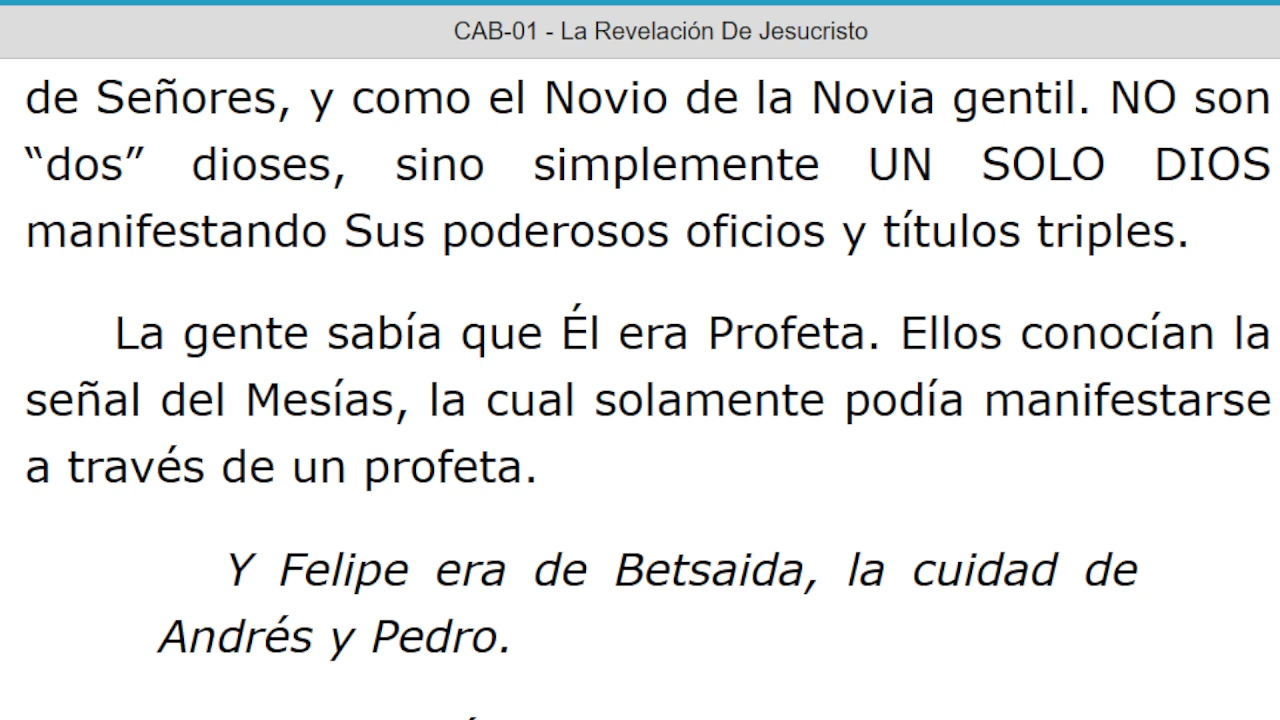 CAB-01 - La Revelación De Jesucristo
de Señores, y como el Novio de la Novia gentil. NO son
“dos” dioses, sino simplemente UN SOLO DIOS
manifestando Sus poderosos oficios y títulos triples.
La gente sabía que Él era Profeta. Ellos conocían la
señal del Mesías, la cual solamente podía manifestarse
a través de un profeta.
Y Felipe era de Betsaida, la cuidad de
Andrés y Pedro.